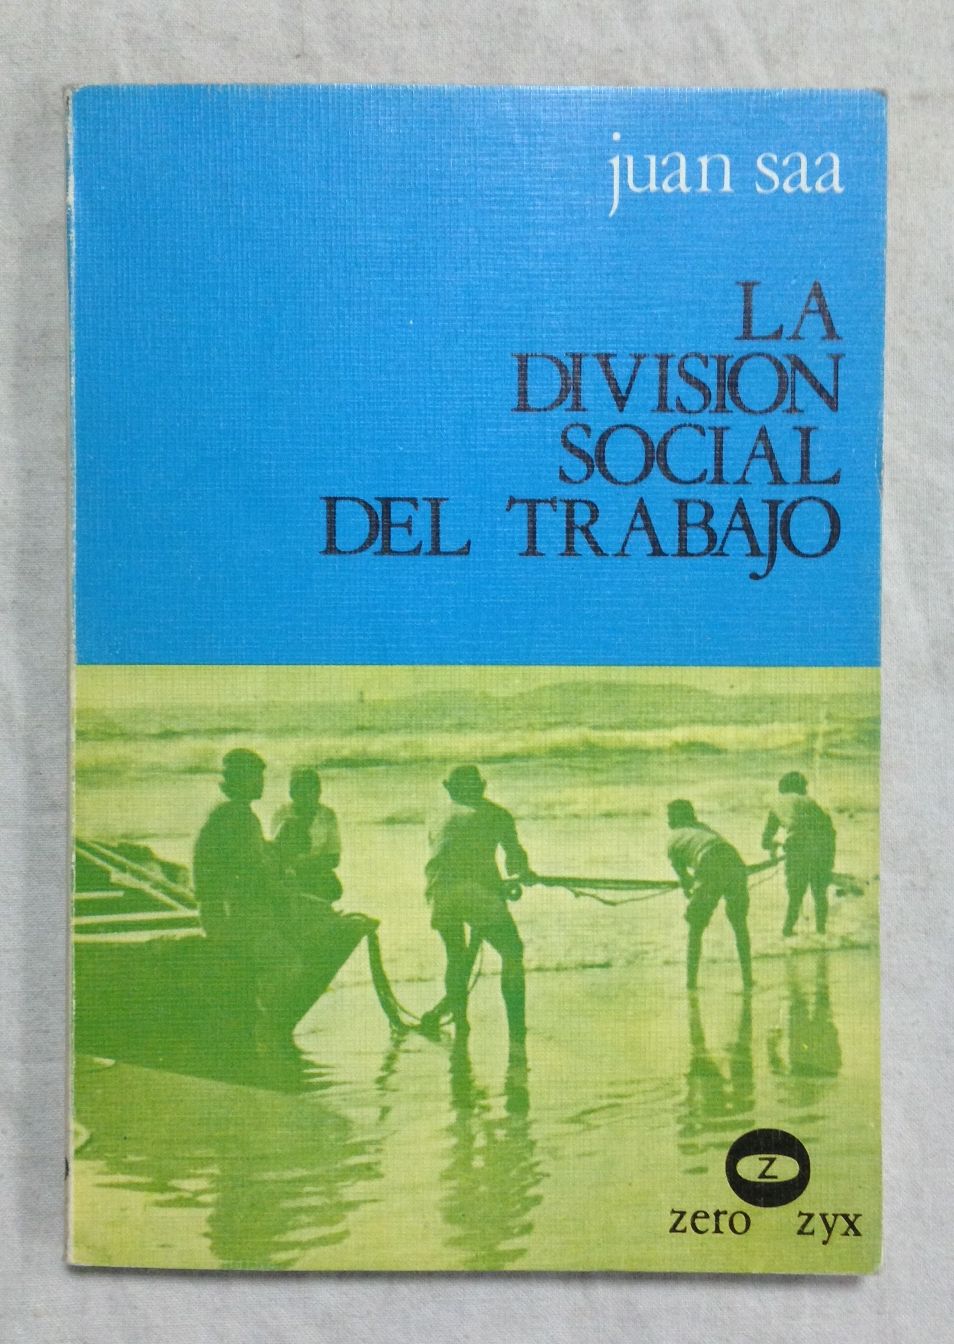 juan saa
LA
DIVISION
SOCIAL
DEL TRABAJO
Z
zero zyx